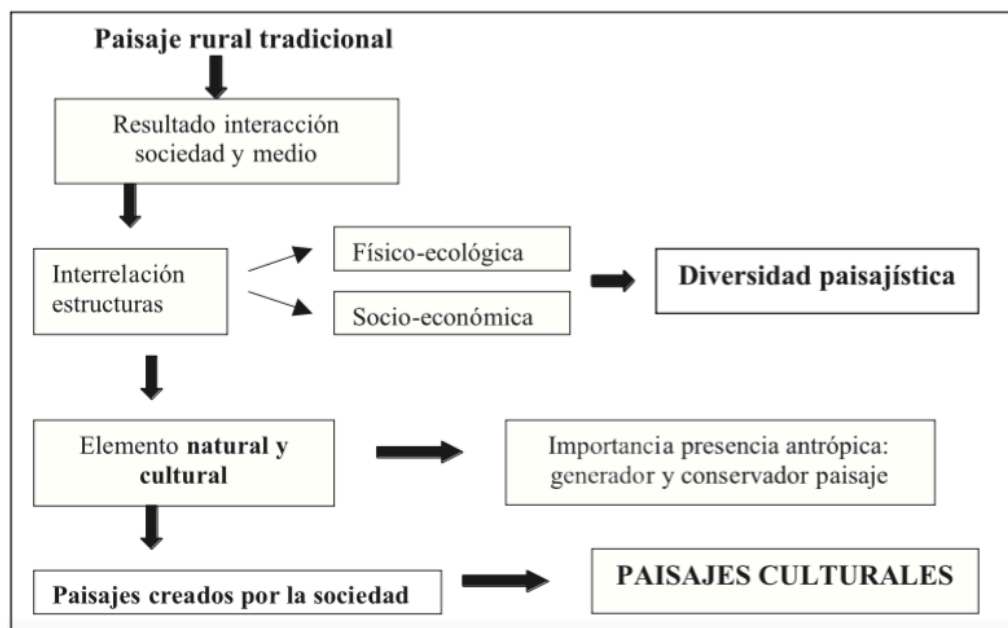 Paisaje rural tradicional
Resultado interacción
sociedad y medio
Interrelación
estructuras
Físico-ecológica
Socio-económica
Diversidad paisajística
Elemento natural y
cultural
Importancia presencia antrópica:
generador y conservador paisaje
Paisajes creados por la sociedad
PAISAJES CULTURALES